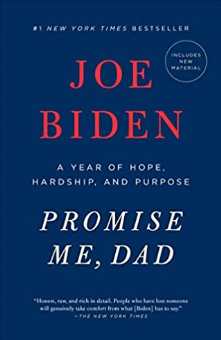 #1 NEW YORK TIMES BESTSELLER
INCLUDES
NEW
MATERIAL
JOE
BIDEN
A YEAR OF HOPE,
HARDSHIP, AND PURPOSE
PROMISE
ME, DAD
"Honest, raw, and rich in detail. People who have lost someone
will genuinely take comfort from what [Biden] has to say."
—THE NEW YORK TIMES